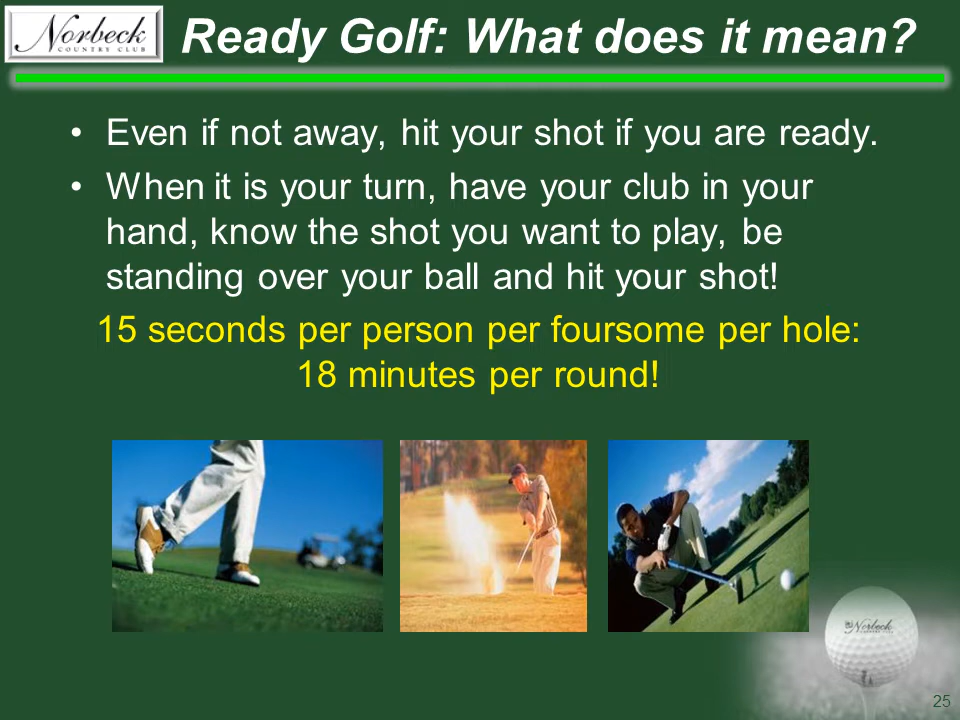 Norbeck
COUNTRY CLUB
Ready Golf: What does it mean?
• Even if not away, hit your shot if you are ready.
• When it is your turn, have your club in your
hand, know the shot you want to play, be
standing over your ball and hit your shot!
15 seconds per person per foursome per hole:
18 minutes per round!
Norbeck
25